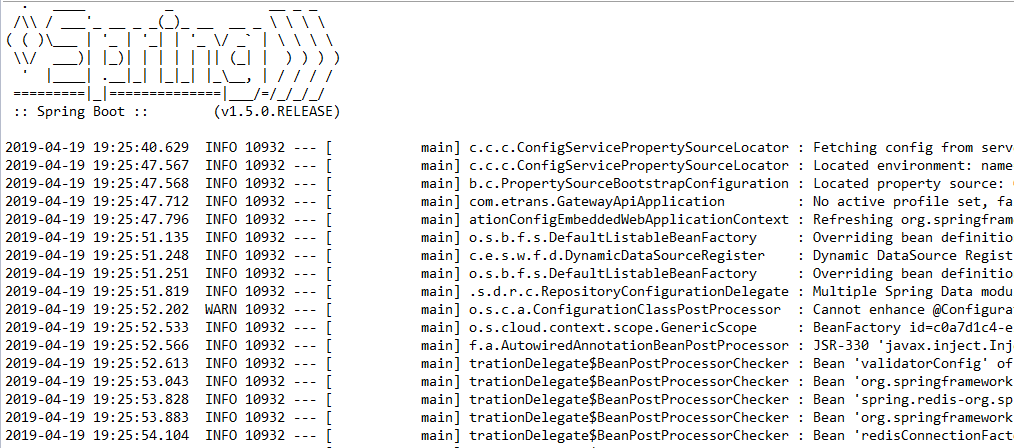 .   ____          _            __ _ _
 /\\ / ___'_ __ _ _(_)_ __  __ _ \ \ \ \
( ( )\___ | '_ | '_| | '_ \/ _` | \ \ \ \
 \\/  ___)| |_)| | | | | || (_| |  ) ) ) )
  '  |____| .__|_| |_|_| |_\__, | / / / /
 =========|_|==============|___/=/_/_/_/
 :: Spring Boot ::        (v1.5.0.RELEASE)
2019-04-19 19:25:40.629  INFO 10932 --- [           main] c.c.c.ConfigServicePropertySourceLocator : Fetching config from serv
2019-04-19 19:25:47.567  INFO 10932 --- [           main] c.c.c.ConfigServicePropertySourceLocator : Located environment: name
2019-04-19 19:25:47.568  INFO 10932 --- [           main] b.c.PropertySourceBootstrapConfiguration : Located property source:
2019-04-19 19:25:47.712  INFO 10932 --- [           main] com.etrans.GatewayApiApplication         : No active profile set, fa
2019-04-19 19:25:47.796  INFO 10932 --- [           main] ationConfigEmbeddedWebApplicationContext : Refreshing org.springfram
2019-04-19 19:25:51.135  INFO 10932 --- [           main] o.s.b.f.s.DefaultListableBeanFactory     : Overriding bean definitio
2019-04-19 19:25:51.248  INFO 10932 --- [           main] c.e.s.w.f.d.DynamicDataSourceRegister    : Dynamic DataSource Regist
2019-04-19 19:25:51.251  INFO 10932 --- [           main] o.s.b.f.s.DefaultListableBeanFactory     : Overriding bean definitio
2019-04-19 19:25:51.819  INFO 10932 --- [           main] .s.d.r.c.RepositoryConfigurationDelegate : Multiple Spring Data modu
2019-04-19 19:25:52.202  WARN 10932 --- [           main] o.s.c.a.ConfigurationClassPostProcessor  : Cannot enhance @Configurat
2019-04-19 19:25:52.533  INFO 10932 --- [           main] o.s.cloud.context.scope.GenericScope     : BeanFactory id=c0a7d1c4-e
2019-04-19 19:25:52.566  INFO 10932 --- [           main] f.a.AutowiredAnnotationBeanPostProcessor : JSR-330 'javax.inject.Inj
2019-04-19 19:25:52.613  INFO 10932 --- [           main] trationDelegate$BeanPostProcessorChecker : Bean 'validatorConfig' of
2019-04-19 19:25:53.043  INFO 10932 --- [           main] trationDelegate$BeanPostProcessorChecker : Bean 'org.springframework
2019-04-19 19:25:53.828  INFO 10932 --- [           main] trationDelegate$BeanPostProcessorChecker : Bean 'spring.redis-org.sp
2019-04-19 19:25:53.883  INFO 10932 --- [           main] trationDelegate$BeanPostProcessorChecker : Bean 'org.springframework
2019-04-19 19:25:54.104  INFO 10932 --- [           main] trationDelegate$BeanPostProcessorChecker : Bean 'redisConnectionFact